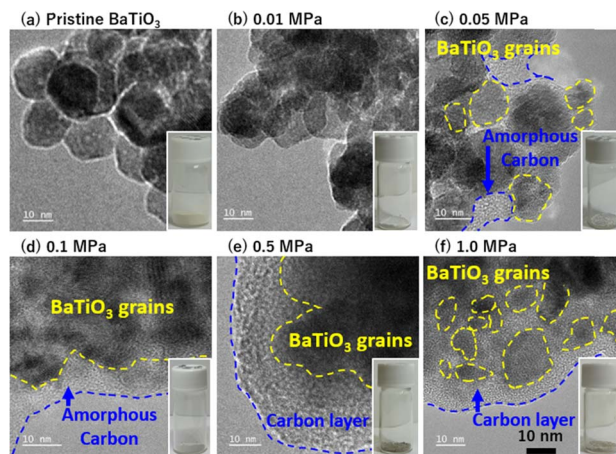 (a) Pristine BaTiO₃
(b) 0.01 MPa
(c) 0.05 MPa
10 nm
10 nm
BaTiO₃ grains
Amorphous
Carbon
10 nm
(d) 0.1 MPa
(e) 0.5 MPa
(f) 1.0 MPa
BaTiO₃ grains
Amorphous
Carbon
10 nm
BaTiO₃ grains
Carbon layer
10 nm
BaTiO₃ grains
Carbon layer
10 nm
10 nm